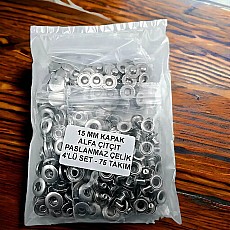 15 MM KAPAK
ALFA ÇITÇIT
PASLANMAZ ÇELİK
4'LÜ SET - 75 TAKIM